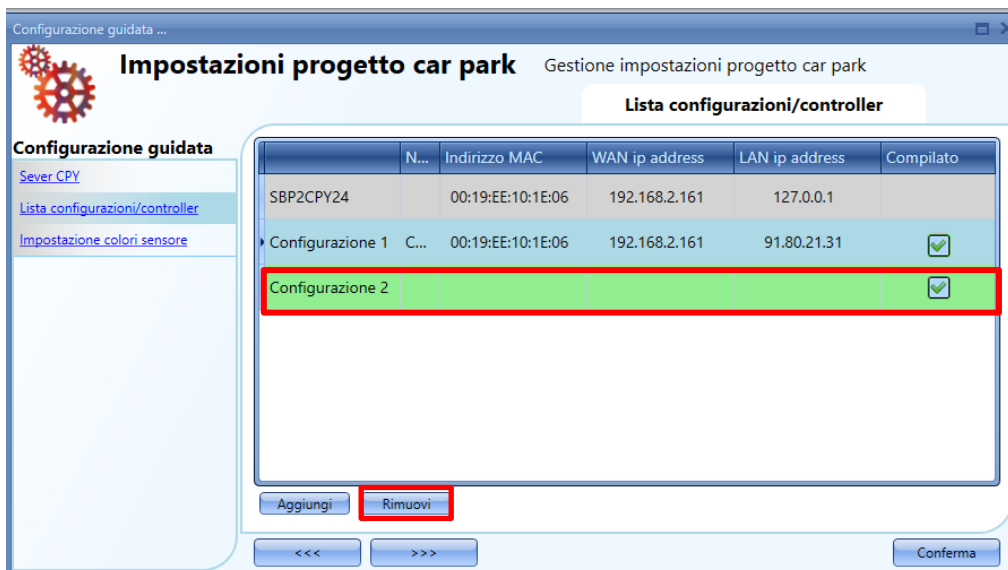 Configurazione guidata ...
Impostazioni progetto car park
Gestione impostazioni progetto car park
Lista configurazioni/controller
Configurazione guidata
Sever CPY
Lista configurazioni/controller
Impostazione colori sensore
N... Indirizzo MAC WAN ip address LAN ip address Compilato
SBP2CPY24 00:19:EE:10:1E:06 192.168.2.161 127.0.0.1
Configurazione 1 C... 00:19:EE:10:1E:06 192.168.2.161 91.80.21.31
Configurazione 2
Aggiungi Rimuovi
<<< >>> Conferma